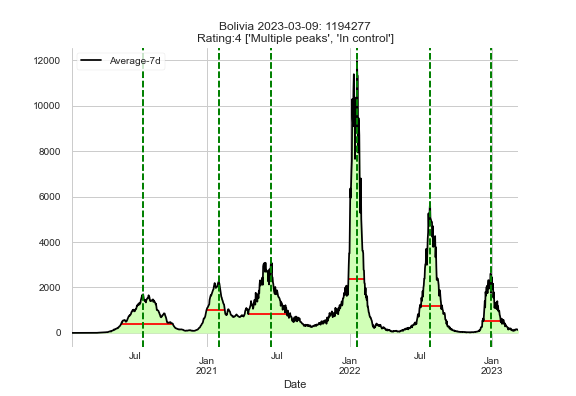 Bolivia 2023-03-09: 1194277
Rating:4 ['Multiple peaks', 'In control']
Average-7d
12000
10000
8000
6000
4000
2000
0
Jul
Jan
2021
Jul
Jan
2022
Jul
Jan
2023
Date